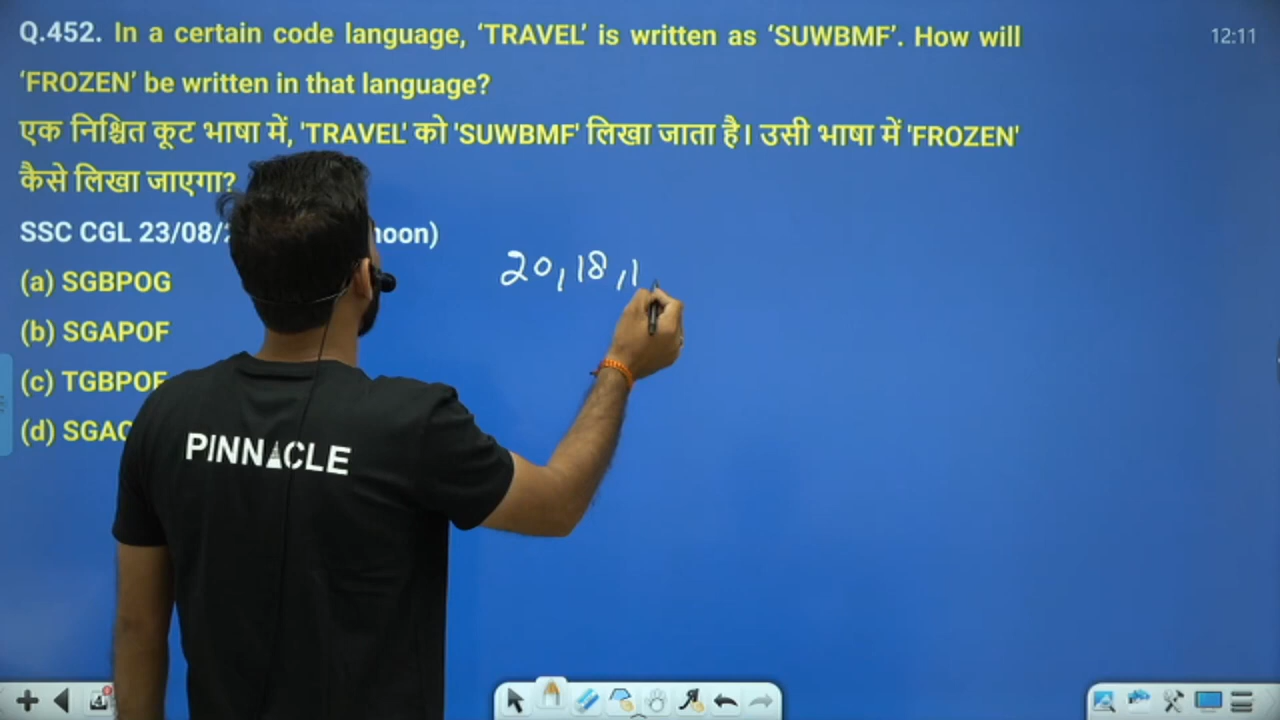 Q.452. In a certain code language, ‘TRAVEL’ is written as ‘SUWBMF’. How will
12:11
‘FROZEN’ be written in that language?
एक निश्चित कूट भाषा में, 'TRAVEL' को 'SUWBMF' लिखा जाता है। उसी भाषा में 'FROZEN'
कैसे लिखा जाएगा?
SSC CGL 23/08/ noon)
20, 18, 1
(a) SGBPOG
(b) SGAPOF
(c) TGBPOF
(d) SGAO
PINNACLE